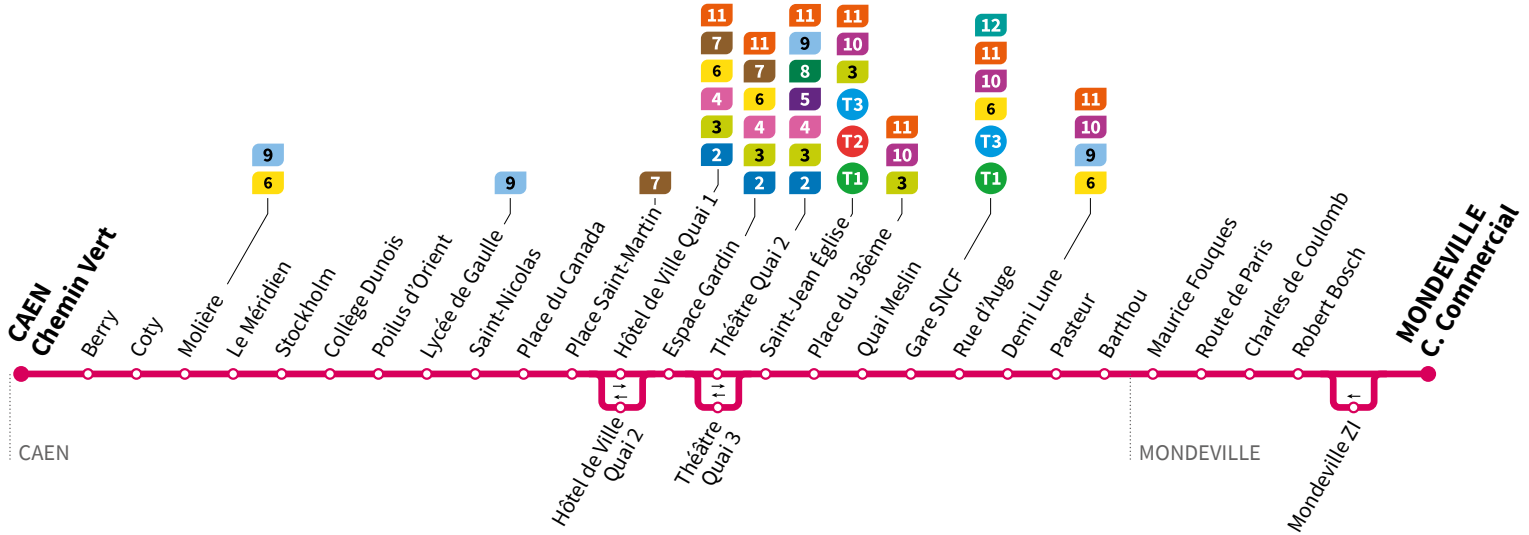 11
7
6
4
3
2
11
7
6
4
3
2
11
9
8
5
4
3
2
11
10
3
T3
T2
T1
12
11
10
6
T3
T1
11
10
9
6
11
10
3
9
6
9
7
CAEN
Chemin Vert
Berry
Coty
Molière
Le Méridien
Stockholm
Collège Dunois
Poilus d'Orient
Lycée de Gaulle
Saint-Nicolas
Place du Canada
Place Saint-Martin
Hôtel de Ville Quai 1
Espace Gardin
Théâtre Quai 2
Saint-Jean Église
Place du 36ème
Quai Meslin
Gare SNCF
Rue d'Auge
Demi Lune
Pasteur
Barthou
Maurice Fouques
Route de Paris
Charles de Coulomb
Robert Bosch
MONDEVILLE
C. Commercial
Hôtel de Ville
Quai 2
Théâtre
Quai 3
Mondeville ZI
CAEN
MONDEVILLE